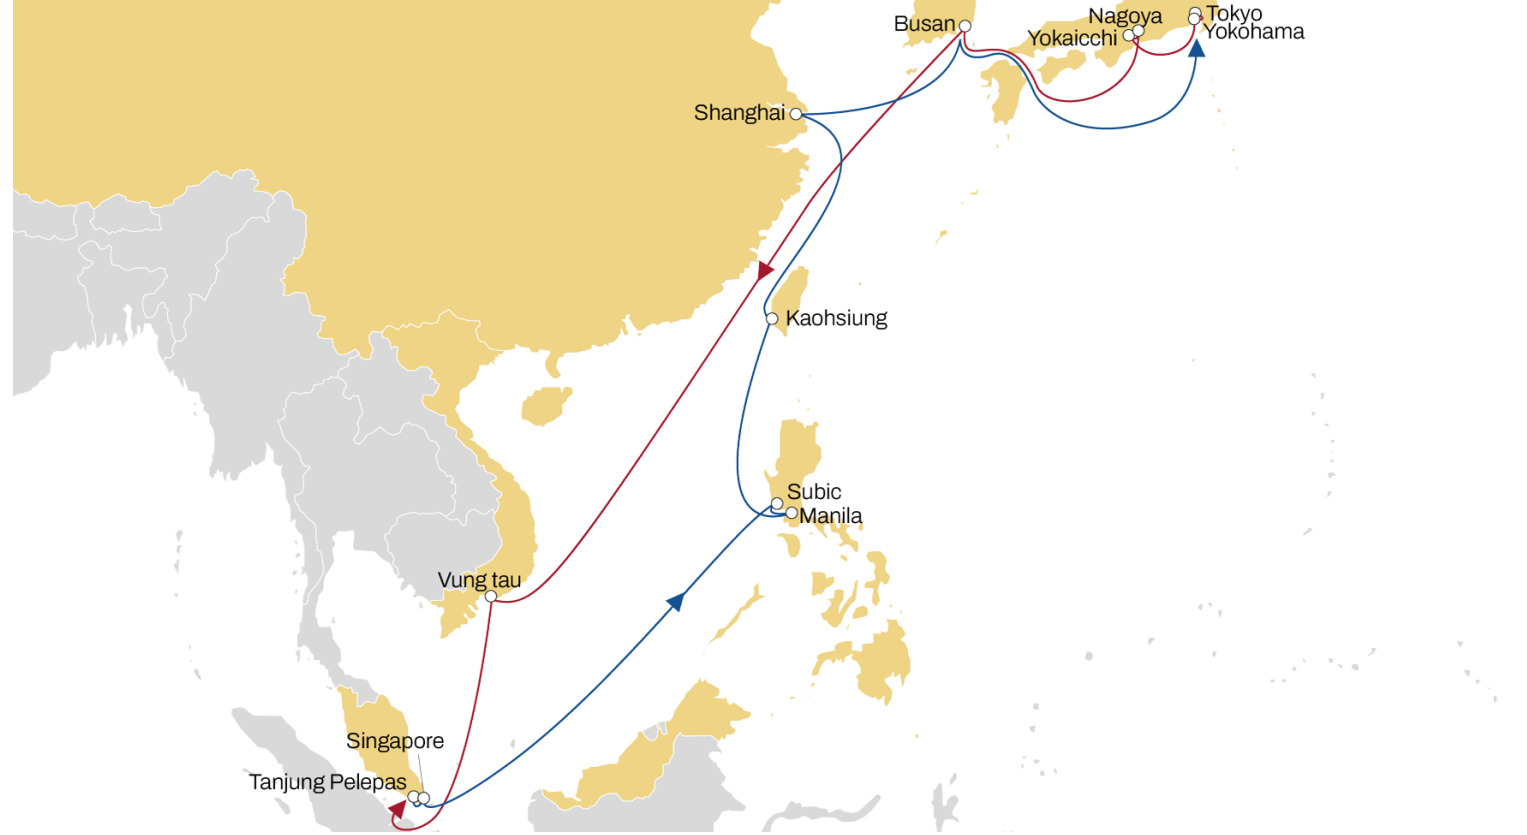 Tokyo
Nagoya
Busan
Yokohama
Yokaicchi
Shanghai
Kaohsiung
Subic
Manila
Vung tau
Singapore
Tanjung Pelepas